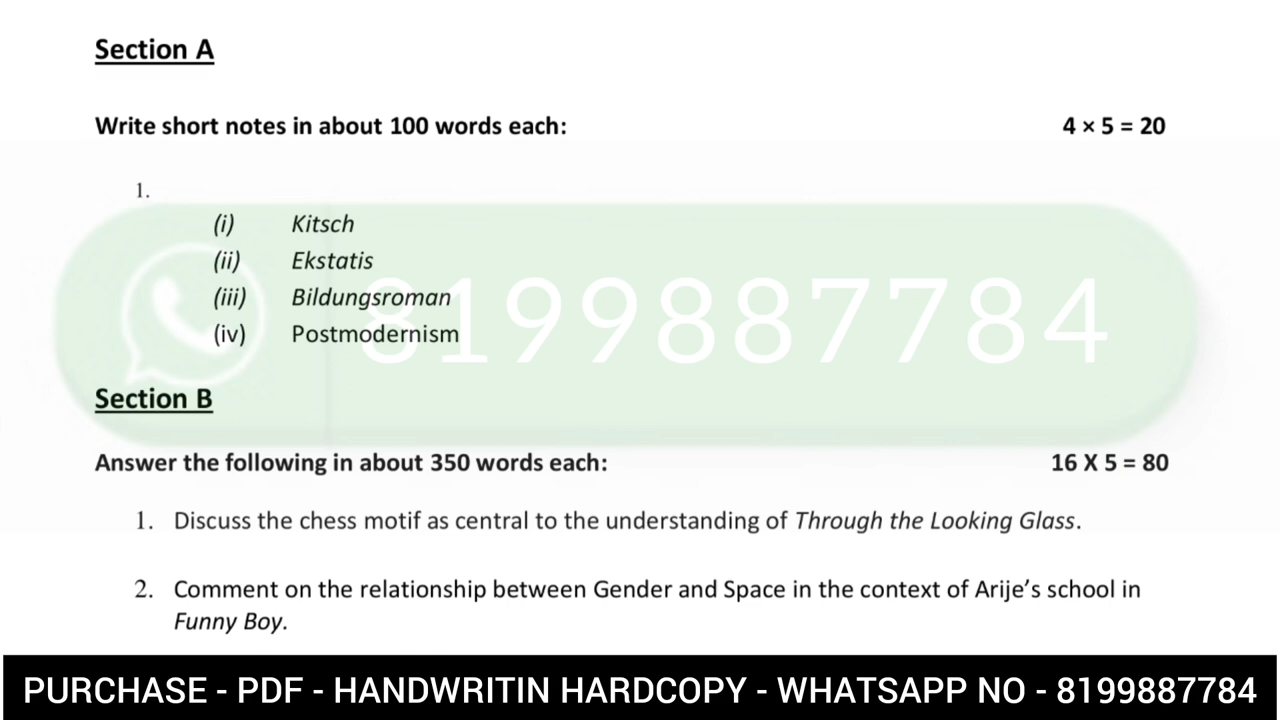 Section A
Write short notes in about 100 words each: 4 × 5 = 20
1.
(i) Kitsch
(ii) Ekstatis
(iii) Bildungsroman
(iv) Postmodernism
8199887784
Section B
Answer the following in about 350 words each: 16 X 5 = 80
1. Discuss the chess motif as central to the understanding of Through the Looking Glass.
2. Comment on the relationship between Gender and Space in the context of Arije’s school in
Funny Boy.
PURCHASE - PDF - HANDWRITIN HARDCOPY - WHATSAPP NO - 8199887784